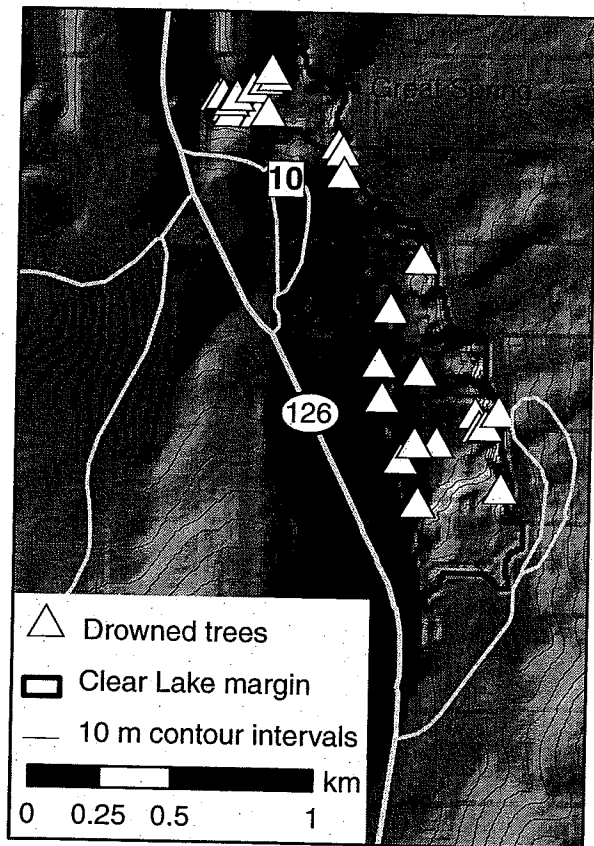 Great Spring
10
126
Drowned trees
Clear Lake margin
10 m contour intervals
km
0 0.25 0.5 1